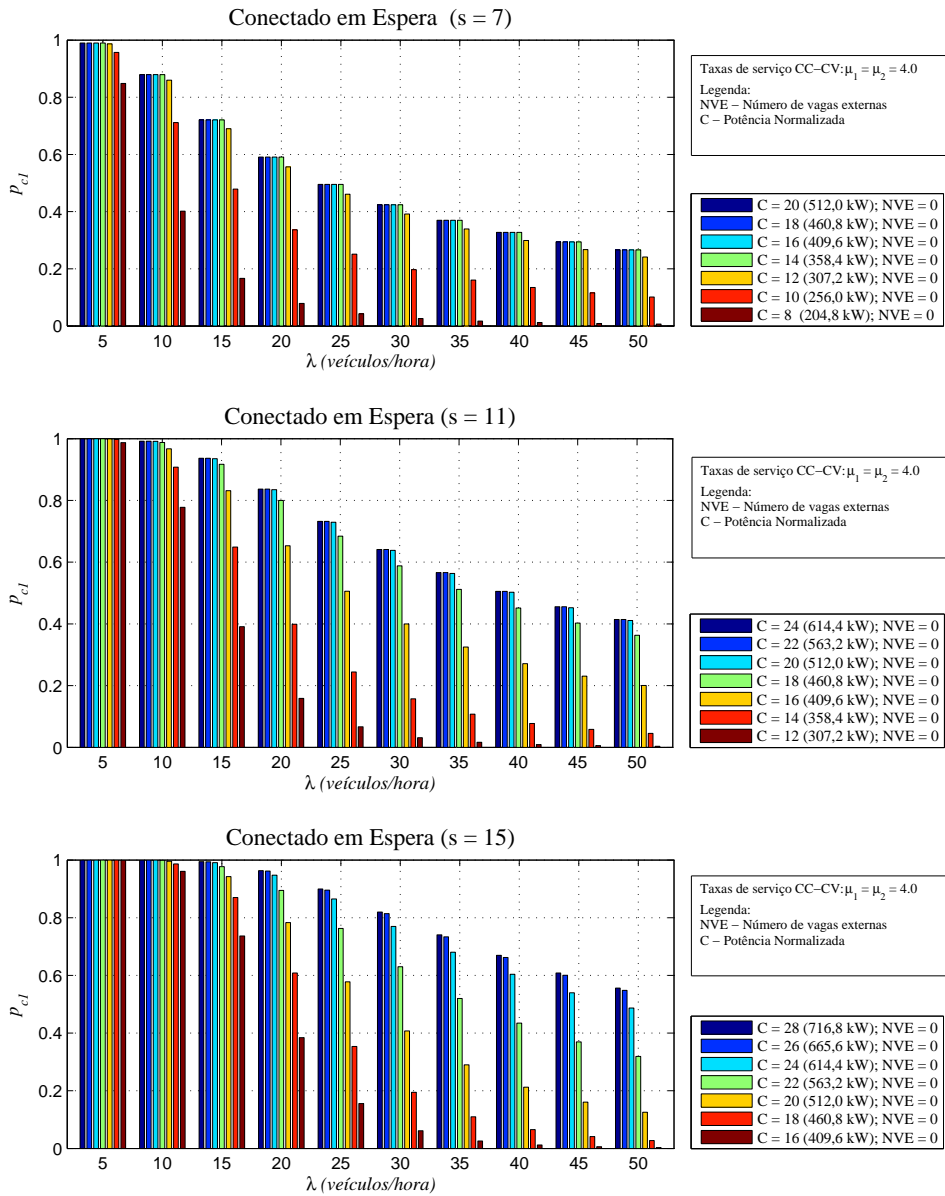 Conectado em Espera (s = 7)
1
0.8
0.6
0.4
0.2
0
p_c1
5 10 15 20 25 30 35 40 45 50
λ (veículos/hora)
Taxas de serviço CC−CV: μ₁ = μ₂ = 4.0
Legenda:
NVE − Número de vagas externas
C − Potência Normalizada
C = 20 (512,0 kW); NVE = 0
C = 18 (460,8 kW); NVE = 0
C = 16 (409,6 kW); NVE = 0
C = 14 (358,4 kW); NVE = 0
C = 12 (307,2 kW); NVE = 0
C = 10 (256,0 kW); NVE = 0
C = 8 (204,8 kW); NVE = 0
Conectado em Espera (s = 11)
1
0.8
0.6
0.4
0.2
0
p_c1
5 10 15 20 25 30 35 40 45 50
λ (veículos/hora)
Taxas de serviço CC−CV: μ₁ = μ₂ = 4.0
Legenda:
NVE − Número de vagas externas
C − Potência Normalizada
C = 24 (614,4 kW); NVE = 0
C = 22 (563,2 kW); NVE = 0
C = 20 (512,0 kW); NVE = 0
C = 18 (460,8 kW); NVE = 0
C = 16 (409,6 kW); NVE = 0
C = 14 (358,4 kW); NVE = 0
C = 12 (307,2 kW); NVE = 0
Conectado em Espera (s = 15)
1
0.8
0.6
0.4
0.2
0
p_c1
5 10 15 20 25 30 35 40 45 50
λ (veículos/hora)
Taxas de serviço CC−CV: μ₁ = μ₂ = 4.0
Legenda:
NVE − Número de vagas externas
C − Potência Normalizada
C = 28 (716,8 kW); NVE = 0
C = 26 (665,6 kW); NVE = 0
C = 24 (614,4 kW); NVE = 0
C = 22 (563,2 kW); NVE = 0
C = 20 (512,0 kW); NVE = 0
C = 18 (460,8 kW); NVE = 0
C = 16 (409,6 kW); NVE = 0